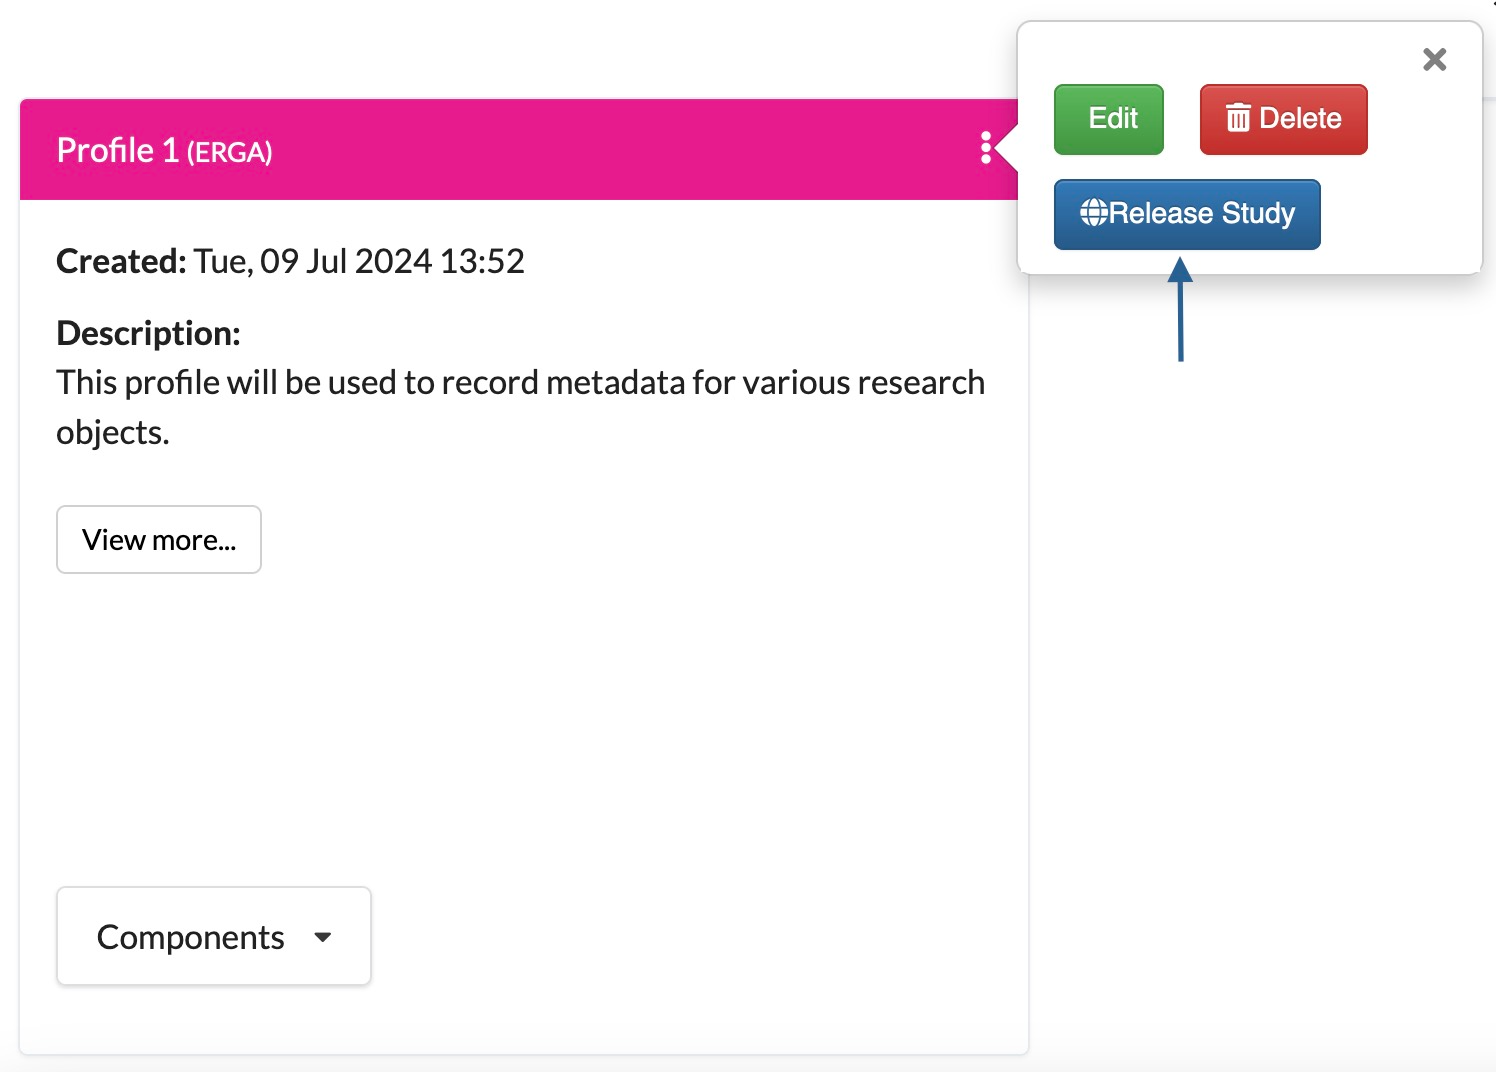 Edit
Delete
Release Study
Profile 1 (ERGA)
Created: Tue, 09 Jul 2024 13:52
Description:
This profile will be used to record metadata for various research
objects.
View more...
Components